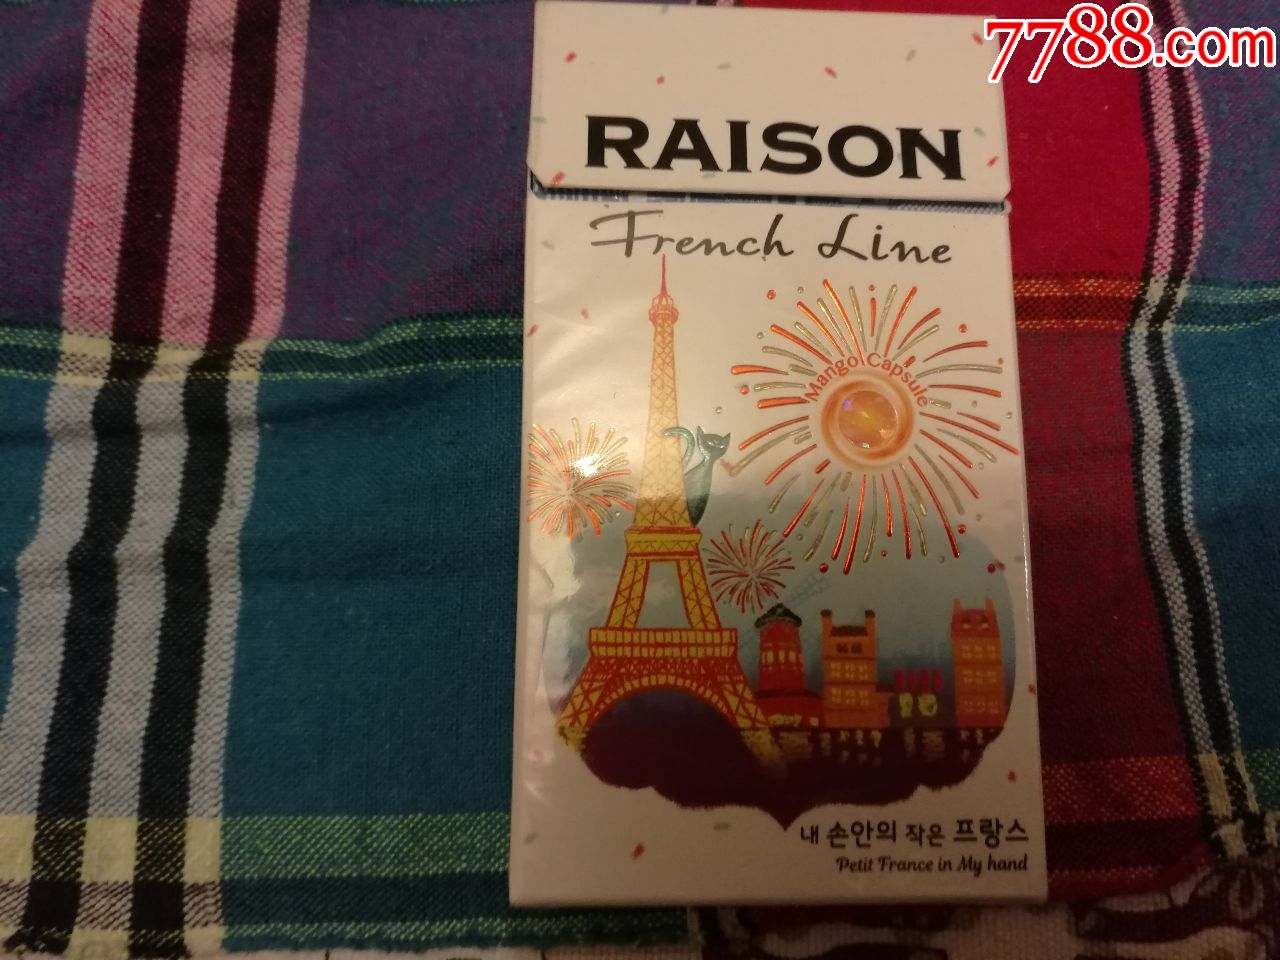 7788.com
RAISON
French Line
Mango Capsule
내 손안의 작은 프랑스
Petit France in My hand